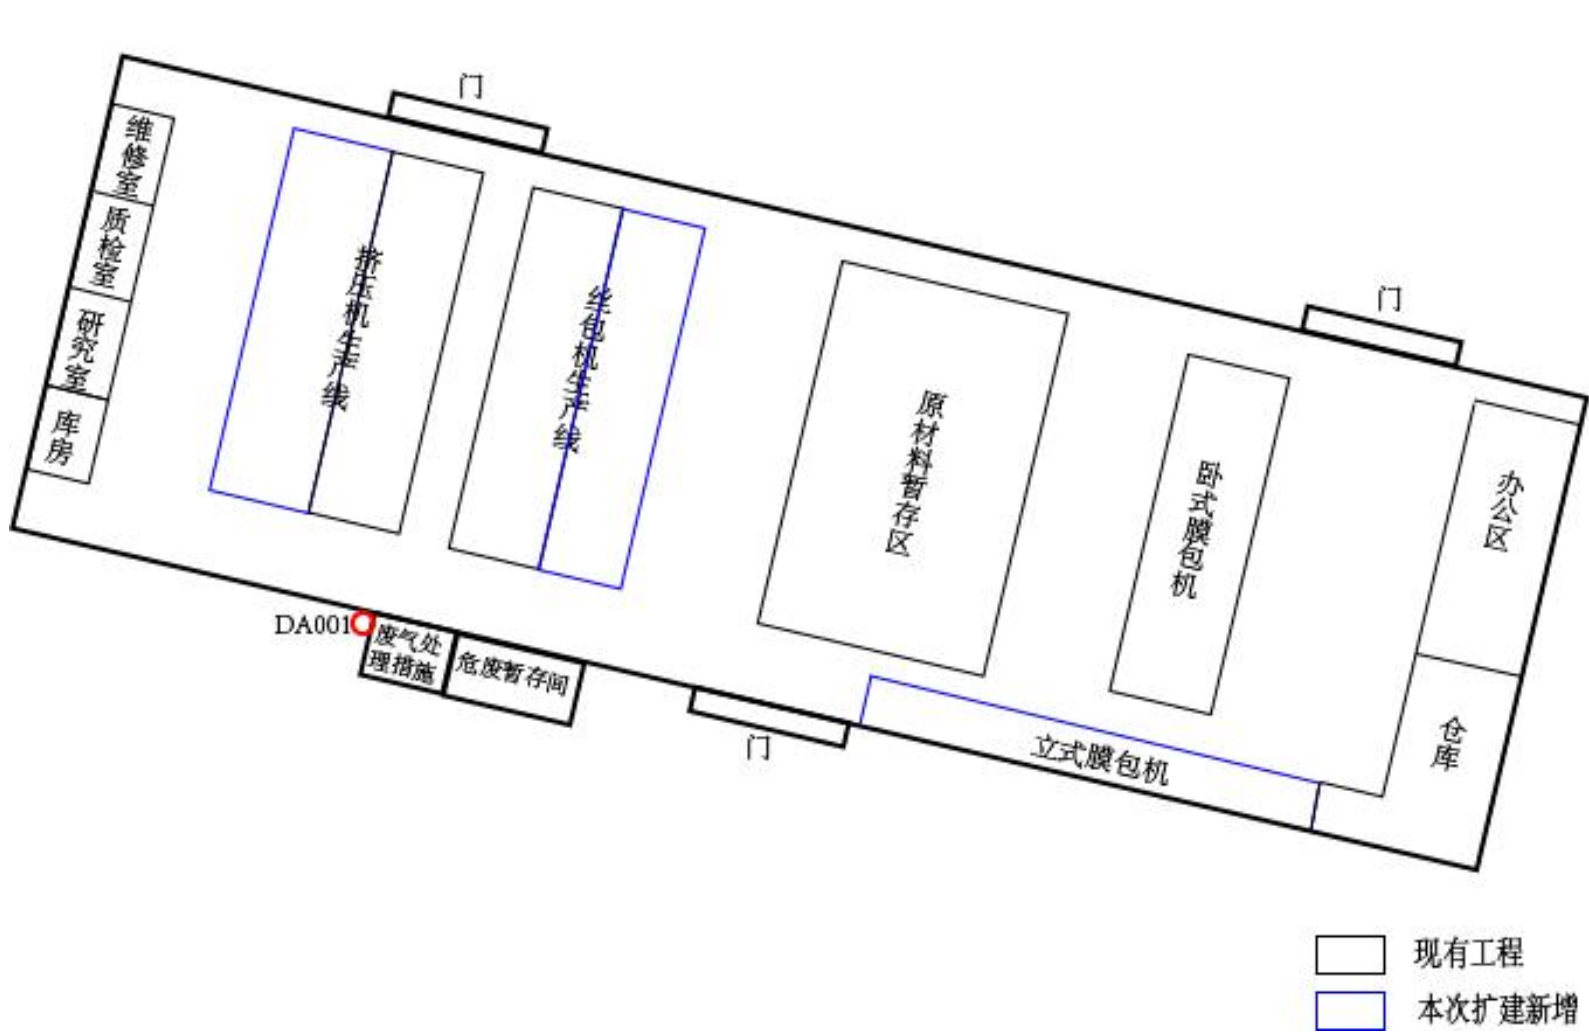 门
维修室
质检室
研究室
库房
挤压机生产线
丝包机生产线
原材料暂存区
门
卧式膜包机
办公区
仓库
DA001
废气处
理措施
危废暂存间
门
立式膜包机
现有工程
本次扩建新增